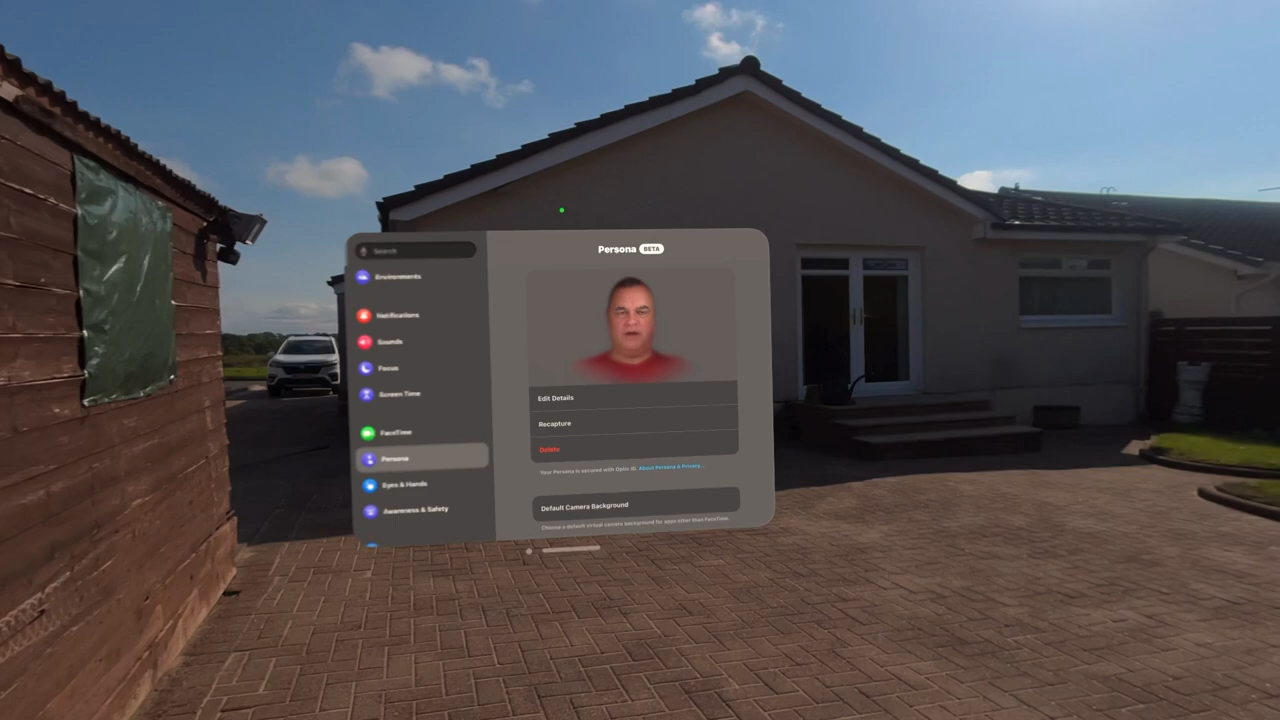 Search
Environments
Notifications
Sounds
Focus
Screen Time
FaceTime
Persona
Eyes & Hands
Awareness & Safety
Persona BETA
Edit Details
Recapture
Delete
Your Persona is secured with Optic ID. About Persona & Privacy...
Default Camera Background
Choose a default virtual camera background for apps other than FaceTime.